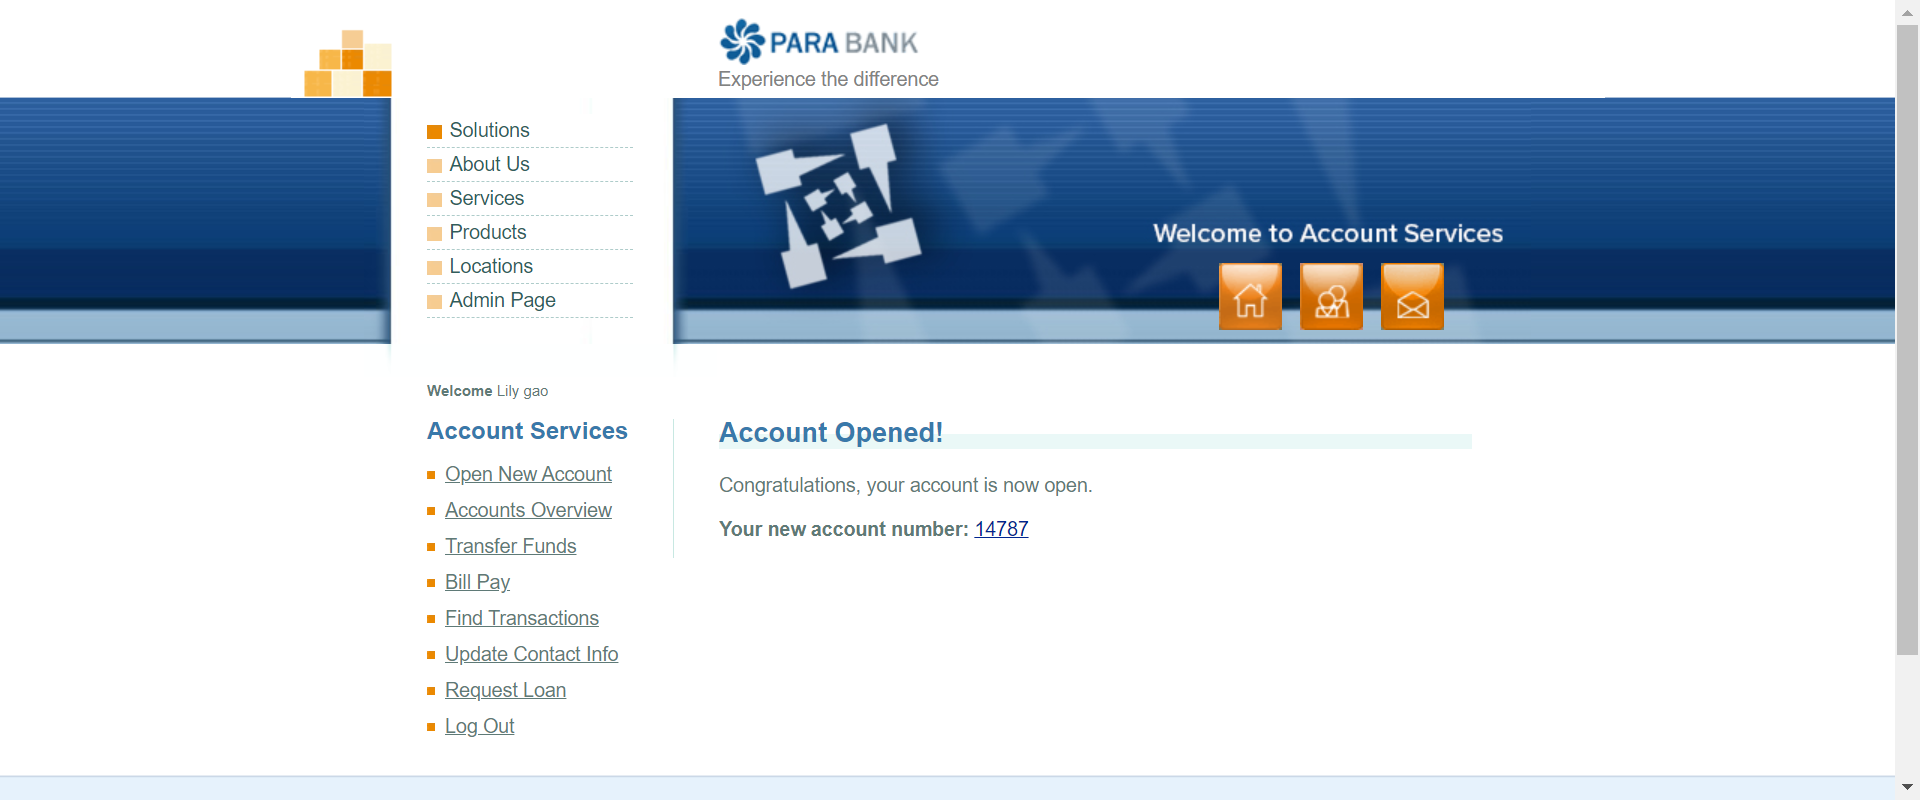 PARA BANK
Experience the difference
Solutions
About Us
Services
Products
Locations
Admin Page
Welcome to Account Services
Welcome Lily gao
Account Services
Open New Account
Accounts Overview
Transfer Funds
Bill Pay
Find Transactions
Update Contact Info
Request Loan
Log Out
Account Opened!
Congratulations, your account is now open.
Your new account number: 14787